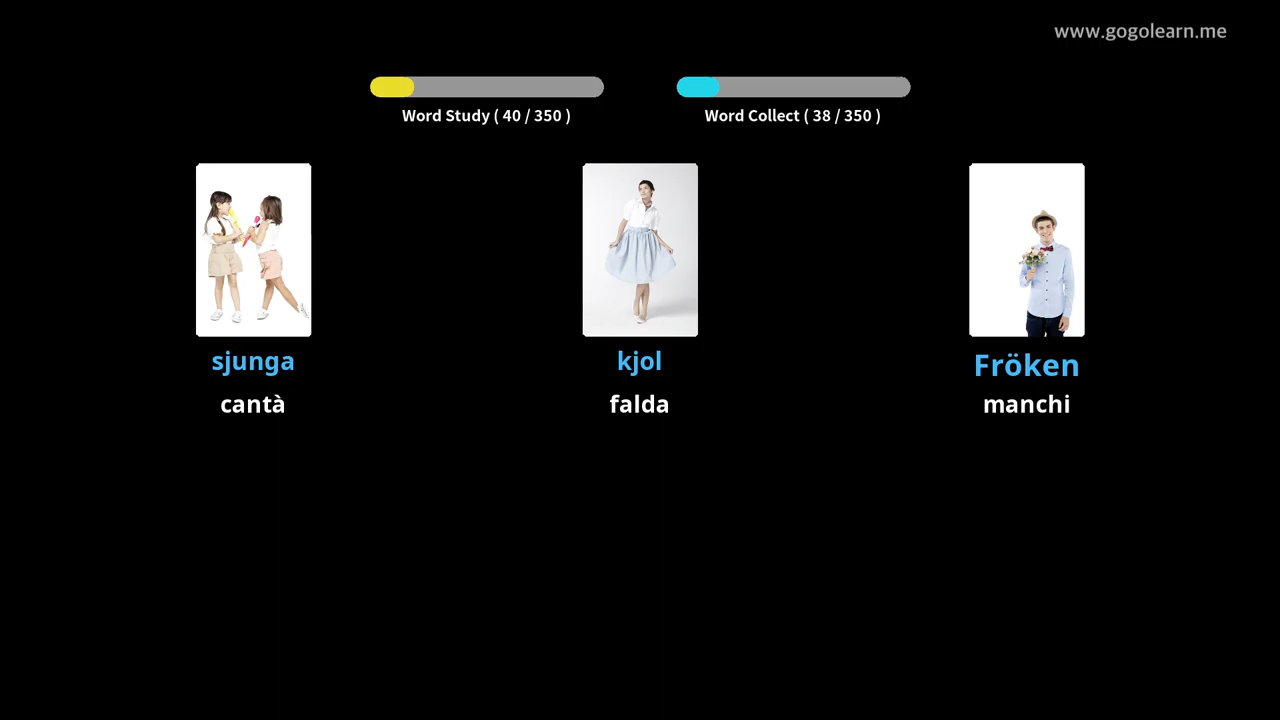 www.gogolearn.me
Word Study ( 40 / 350 )
Word Collect ( 38 / 350 )
sjunga
cantà
kjol
falda
Fröken
manchi